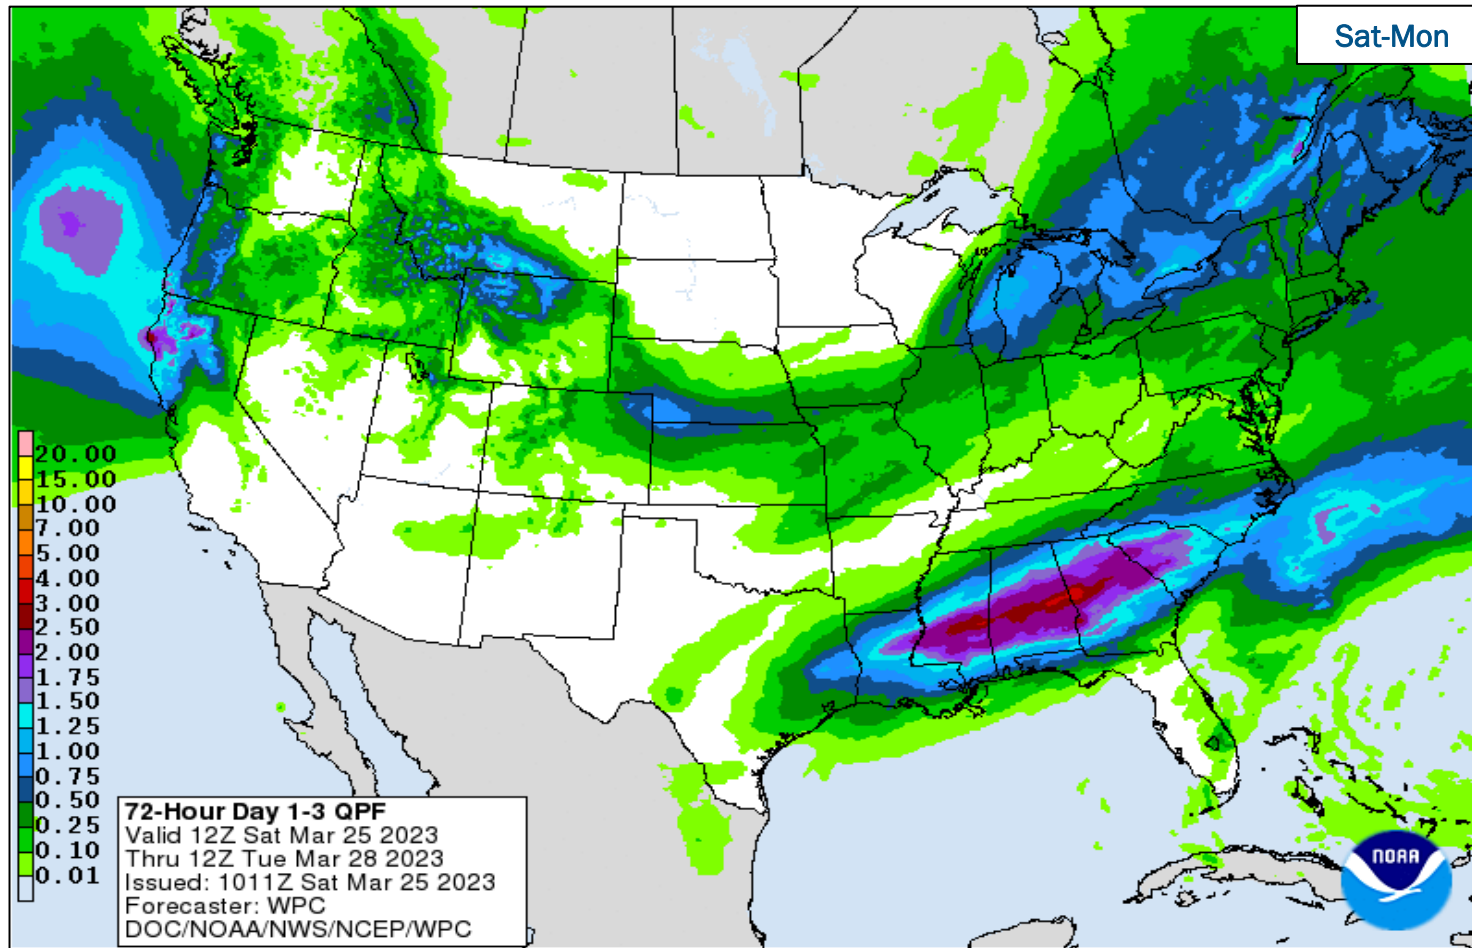 Sat-Mon
20.00
15.00
10.00
7.00
5.00
4.00
3.00
2.50
2.00
1.75
1.50
1.25
1.00
0.75
0.50
0.25
0.10
0.01
72-Hour Day 1-3 QPF
Valid 12Z Sat Mar 25 2023
Thru 12Z Tue Mar 28 2023
Issued: 1011Z Sat Mar 25 2023
Forecaster: WPC
DOC/NOAA/NWS/NCEP/WPC
NOAA